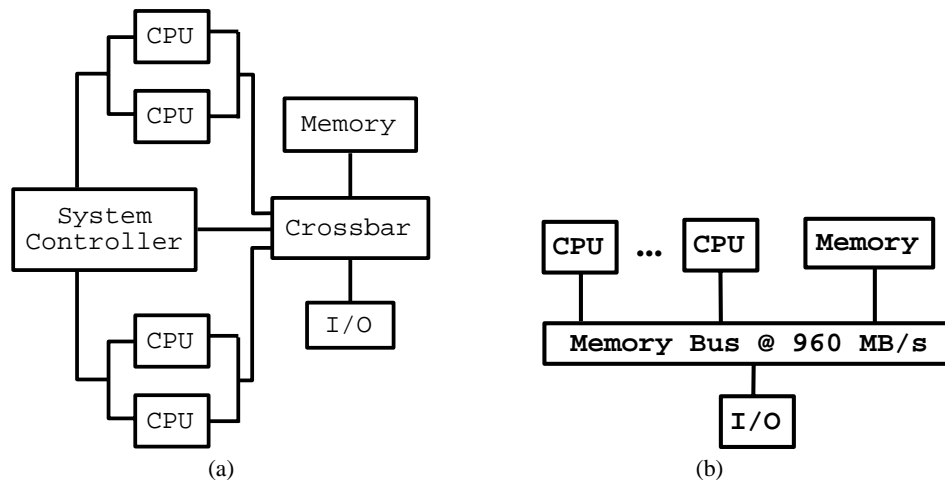 CPU
CPU
Memory
System
Controller
Crossbar
I/O
CPU
CPU
(a)
CPU ... CPU
Memory
Memory Bus @ 960 MB/s
I/O
(b)